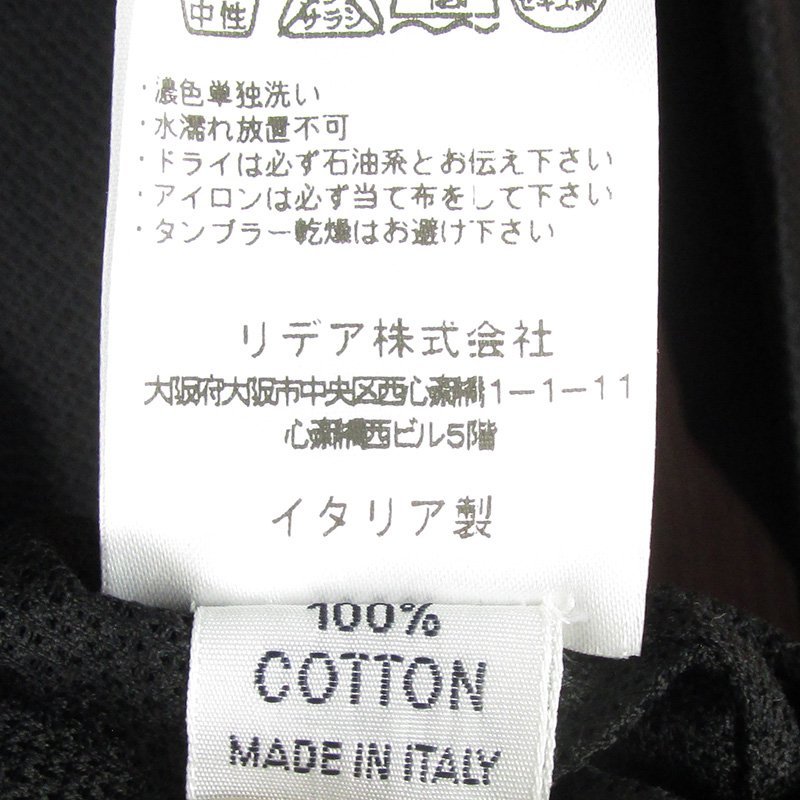 中性
サラシ
・濃色単独洗い
・水濡れ放置不可
・ドライは必ず石油系とお伝え下さい
・アイロンは必ず当て布をして下さい
・タンブラー乾燥はお避け下さい
リデア株式会社
大阪府大阪市中央区西心斎橋1-1-11
心斎橋西ビル5階
イタリア製
100%
COTTON
MADE IN ITALY